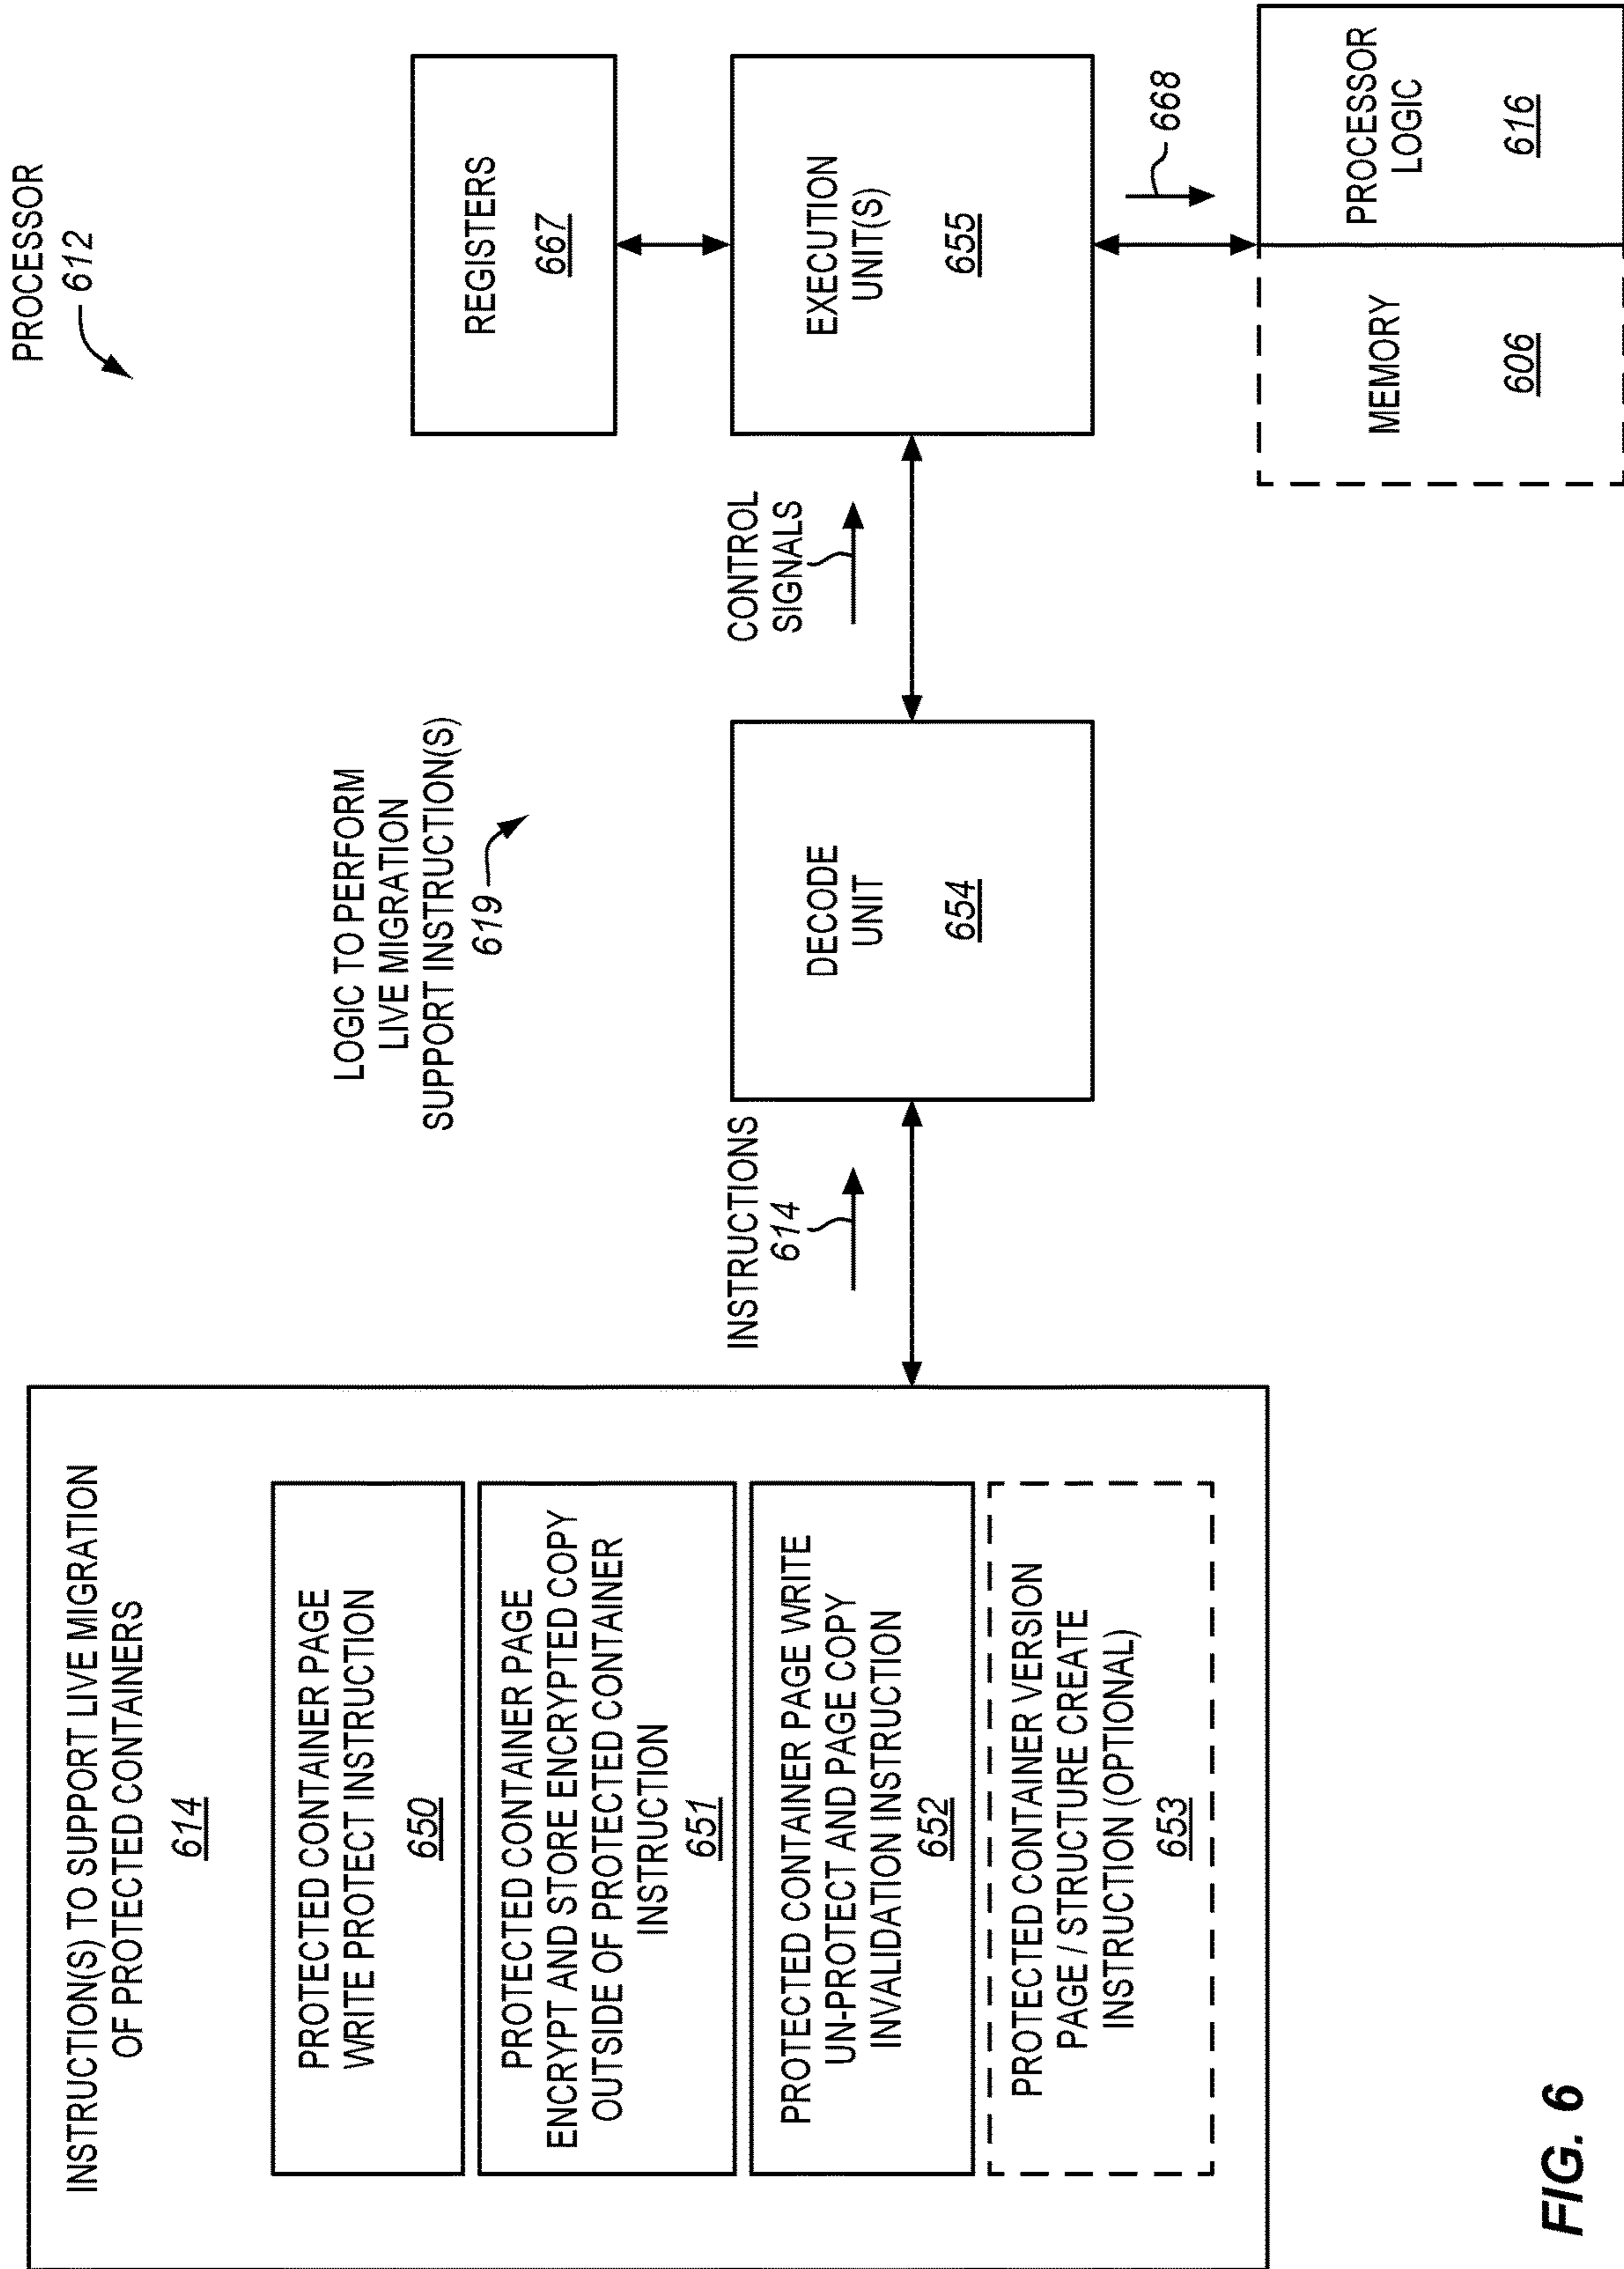 PROCESSOR
612
INSTRUCTION(S) TO SUPPORT LIVE MIGRATION
OF PROTECTED CONTAINERS
614
PROTECTED CONTAINER PAGE
WRITE PROTECT INSTRUCTION
650
PROTECTED CONTAINER PAGE
ENCRYPT AND STORE ENCRYPTED COPY
OUTSIDE OF PROTECTED CONTAINER
INSTRUCTION
651
PROTECTED CONTAINER PAGE WRITE
UN-PROTECT AND PAGE COPY
INVALIDATION INSTRUCTION
652
PROTECTED CONTAINER VERSION
PAGE / STRUCTURE CREATE
INSTRUCTION (OPTIONAL)
653
INSTRUCTIONS
614
LOGIC TO PERFORM
LIVE MIGRATION
SUPPORT INSTRUCTION(S)
619
DECODE
UNIT
654
CONTROL
SIGNALS
REGISTERS
667
EXECUTION
UNIT(S)
655
668
MEMORY
606
PROCESSOR
LOGIC
616
FIG. 6